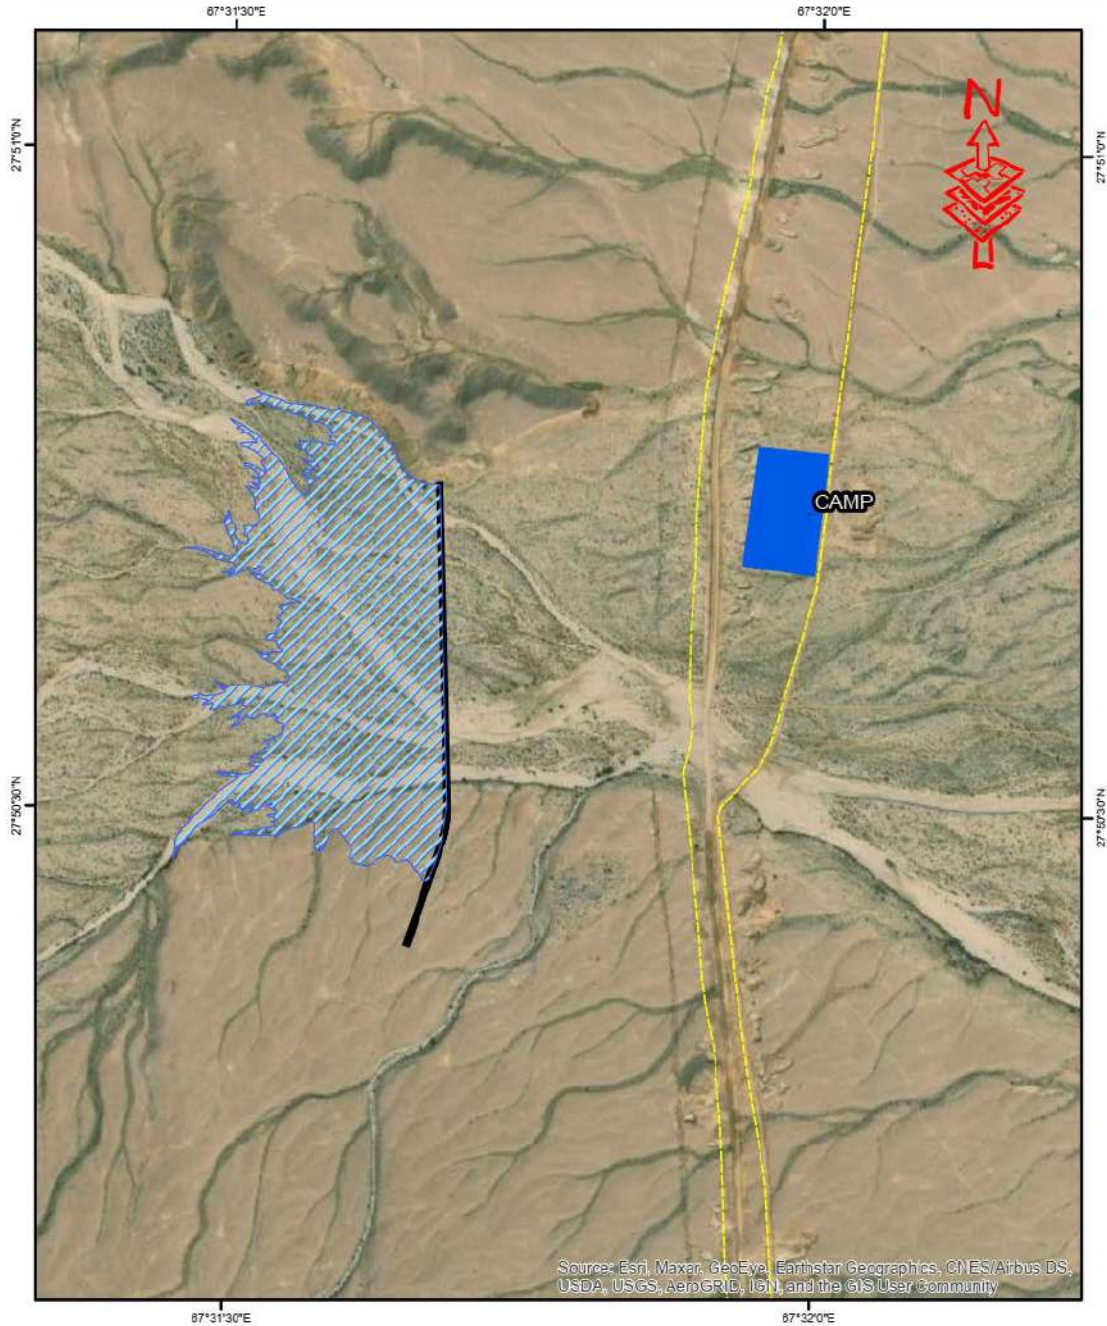 67°31'30"E
67°32'0"E
N
27°51'0"N
27°51'0"N
CAMP
27°50'30"N
27°50'30"N
Source: Esri, Maxar, GeoEye, Earthstar Geographics, CNES/Airbus DS,
USDA, USGS, AeroGRID, IGN, and the GIS User Community
67°31'30"E
67°32'0"E